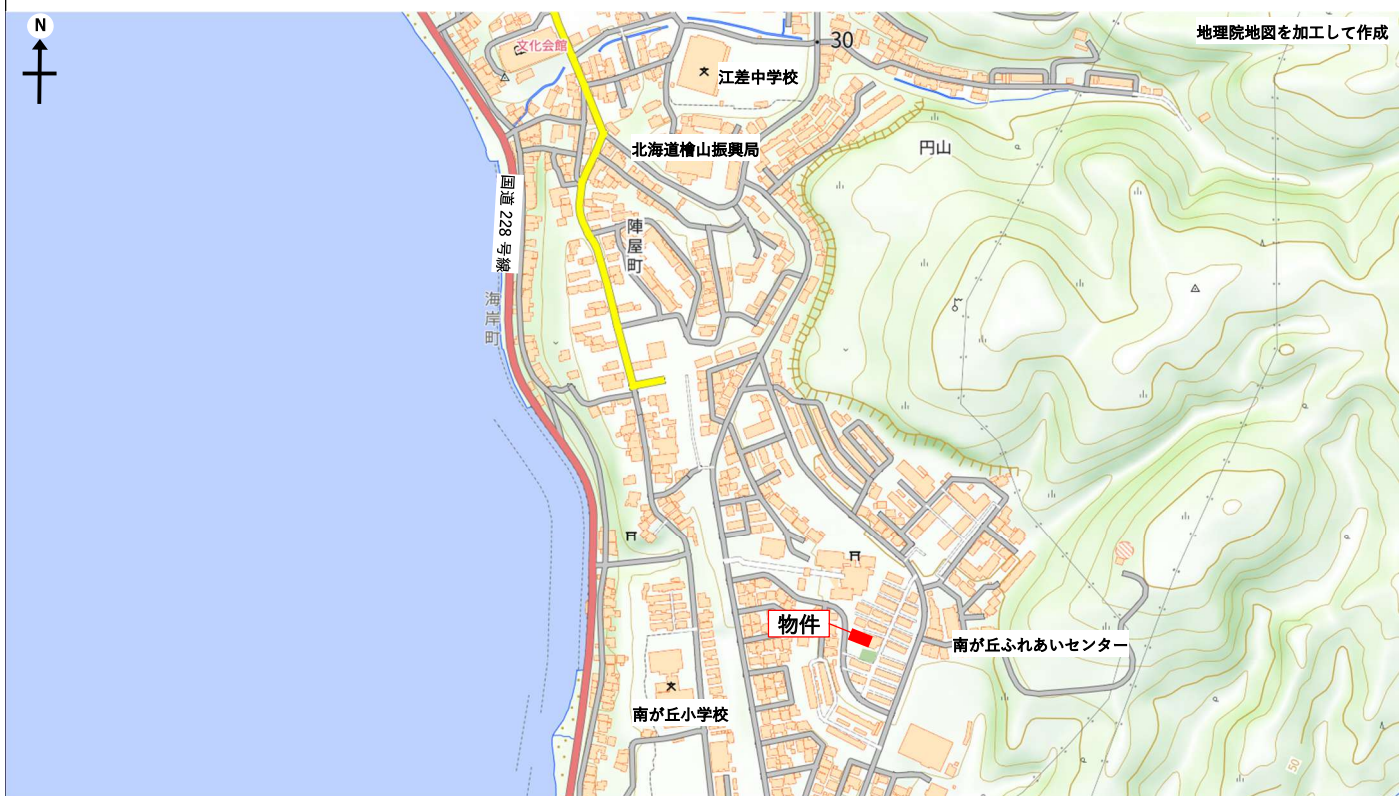 N
地理院地図を加工して作成
文化会館
30
江差中学校
北海道檜山振興局
円山
国道 228 号線
陣屋町
海岸町
物件
南が丘ふれあいセンター
南が丘小学校
50